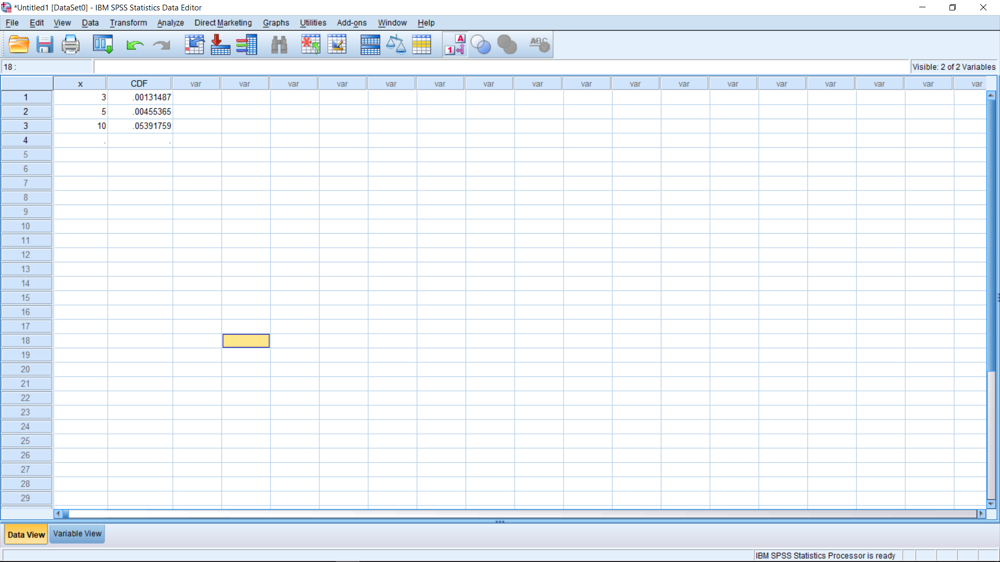 *Untitled1 [DataSet0] - IBM SPSS Statistics Data Editor
File Edit View Data Transform Analyze Direct Marketing Graphs Utilities Add-ons Window Help
A
1
ABC
18 :
Visible: 2 of 2 Variables
x CDF var var var var var var var var var var var var var var var var var
1 3 .00131487
2 5 .00455365
3 10 .05391759
4 . .
5
6
7
8
9
10
11
12
13
14
15
16
17
18
19
20
21
22
23
24
25
26
27
28
29
Data View Variable View
IBM SPSS Statistics Processor is ready